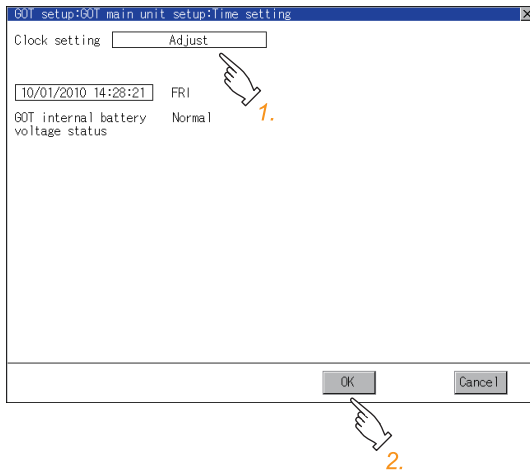 GOT setup:GOT main unit setup:Time setting
Clock setting Adjust
1.
10/01/2010 14:28:21 FRI
GOT internal battery Normal
voltage status
OK Cancel
2.